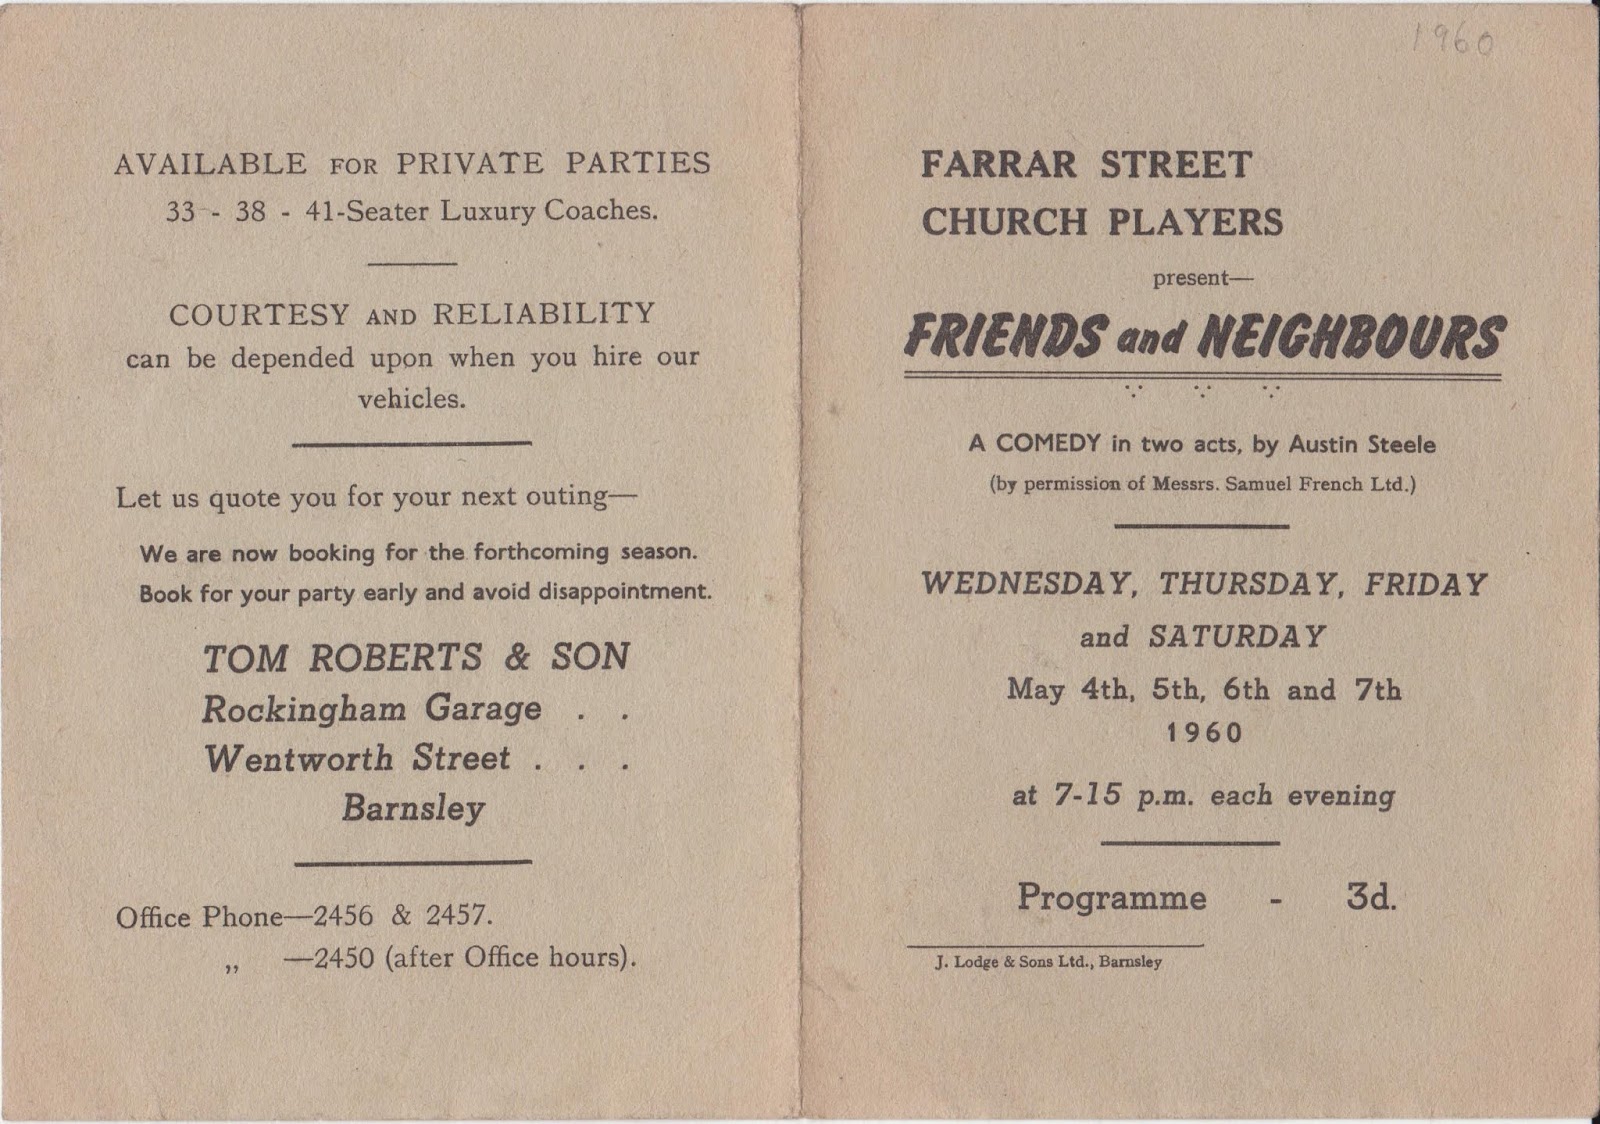 AVAILABLE FOR PRIVATE PARTIES
33 - 38 - 41-Seater Luxury Coaches.
COURTESY AND RELIABILITY
can be depended upon when you hire our
vehicles.
Let us quote you for your next outing—
We are now booking for the forthcoming season.
Book for your party early and avoid disappointment.
TOM ROBERTS & SON
Rockingham Garage . .
Wentworth Street . . .
Barnsley
Office Phone—2456 & 2457.
„ —2450 (after Office hours).
1960
FARRAR STREET
CHURCH PLAYERS
present—
FRIENDS and NEIGHBOURS
A COMEDY in two acts, by Austin Steele
(by permission of Messrs. Samuel French Ltd.)
WEDNESDAY, THURSDAY, FRIDAY
and SATURDAY
May 4th, 5th, 6th and 7th
1960
at 7-15 p.m. each evening
Programme - 3d.
J. Lodge & Sons Ltd., Barnsley